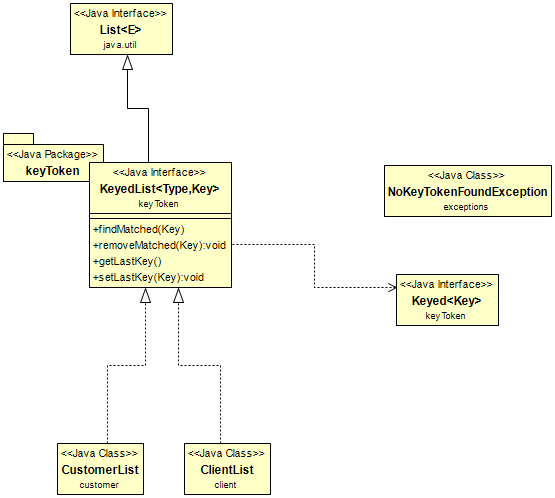 <<Java Interface>>
List<E>
java.util
<<Java Package>>
keyToken
<<Java Interface>>
KeyedList<Type,Key>
keyToken
+findMatched(Key)
+removeMatched(Key):void
+getLastKey()
+setLastKey(Key):void
<<Java Class>>
NoKeyTokenFoundException
exceptions
<<Java Interface>>
Keyed<Key>
keyToken
<<Java Class>>
CustomerList
customer
<<Java Class>>
ClientList
client